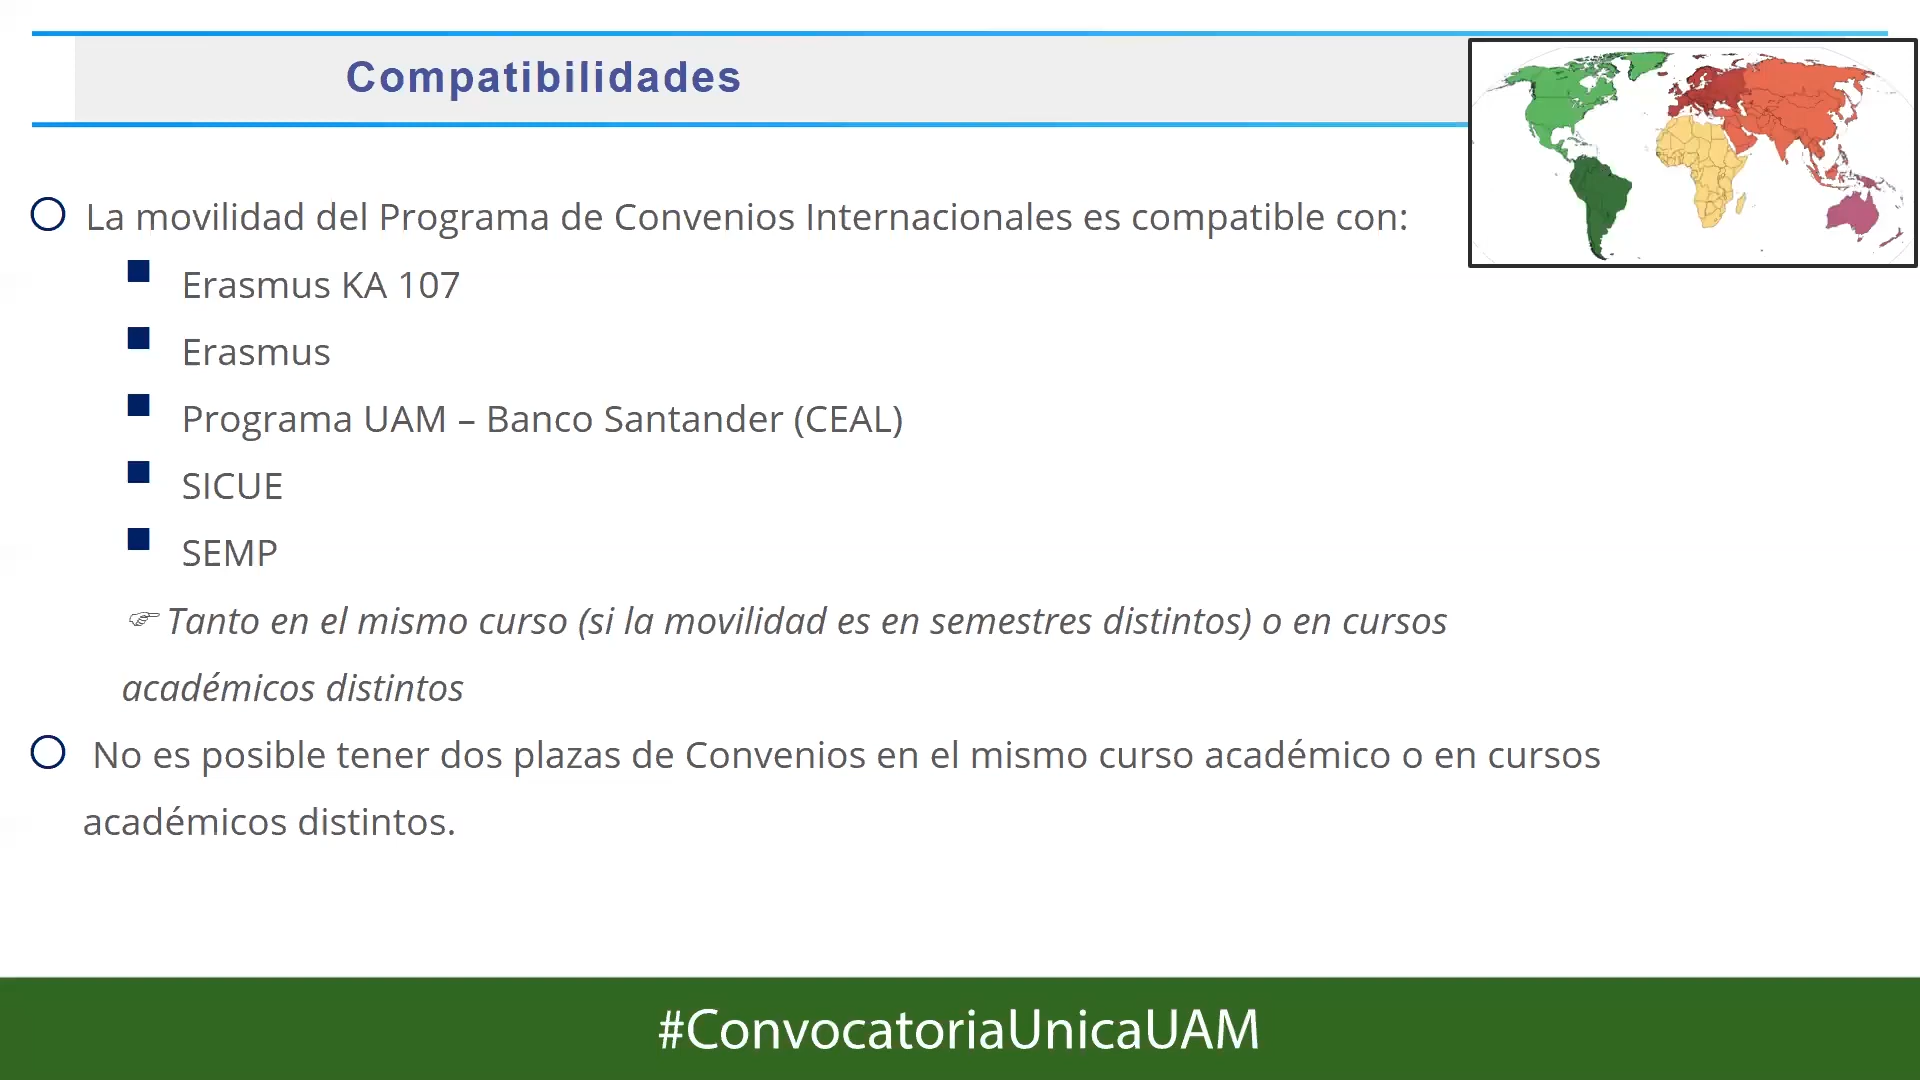 Compatibilidades
La movilidad del Programa de Convenios Internacionales es compatible con:
Erasmus KA 107
Erasmus
Programa UAM – Banco Santander (CEAL)
SICUE
SEMP
☞ Tanto en el mismo curso (si la movilidad es en semestres distintos) o en cursos
académicos distintos
No es posible tener dos plazas de Convenios en el mismo curso académico o en cursos
académicos distintos.
#ConvocatoriaUnicaUAM